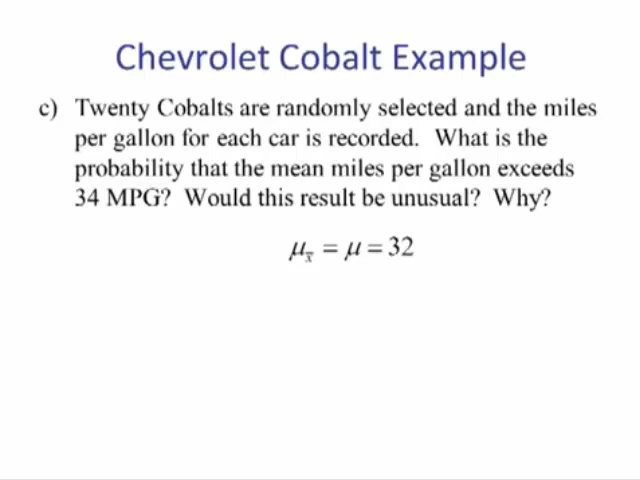 Chevrolet Cobalt Example
c) Twenty Cobalts are randomly selected and the miles
per gallon for each car is recorded. What is the
probability that the mean miles per gallon exceeds
34 MPG? Would this result be unusual? Why?
μ_x̄ = μ = 32